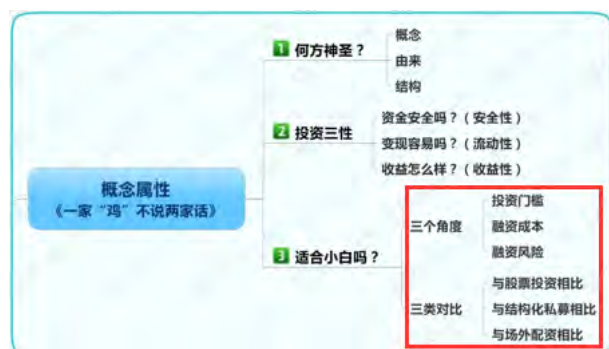 概念属性
《一家“鸡”不说两家话》
1 何方神圣？
概念
由来
结构
2 投资三性
资金安全吗？（安全性）
变现容易吗？（流动性）
收益怎么样？（收益性）
3 适合小白吗？
三个角度
投资门槛
融资成本
融资风险
三类对比
与股票投资相比
与结构化私募相比
与场外配资相比